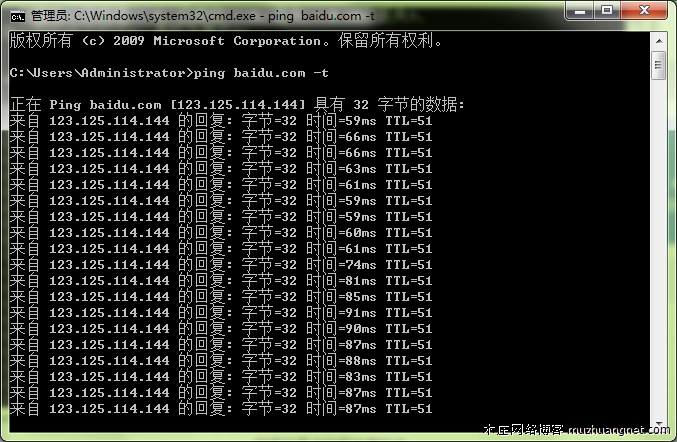 管理员: C:\Windows\system32\cmd.exe - ping  baidu.com -t
版权所有 (c) 2009 Microsoft Corporation。保留所有权利。
C:\Users\Administrator>ping baidu.com -t
正在 Ping baidu.com [123.125.114.144] 具有 32 字节的数据:
来自 123.125.114.144 的回复: 字节=32 时间=59ms TTL=51
来自 123.125.114.144 的回复: 字节=32 时间=66ms TTL=51
来自 123.125.114.144 的回复: 字节=32 时间=66ms TTL=51
来自 123.125.114.144 的回复: 字节=32 时间=63ms TTL=51
来自 123.125.114.144 的回复: 字节=32 时间=61ms TTL=51
来自 123.125.114.144 的回复: 字节=32 时间=59ms TTL=51
来自 123.125.114.144 的回复: 字节=32 时间=59ms TTL=51
来自 123.125.114.144 的回复: 字节=32 时间=60ms TTL=51
来自 123.125.114.144 的回复: 字节=32 时间=61ms TTL=51
来自 123.125.114.144 的回复: 字节=32 时间=74ms TTL=51
来自 123.125.114.144 的回复: 字节=32 时间=81ms TTL=51
来自 123.125.114.144 的回复: 字节=32 时间=85ms TTL=51
来自 123.125.114.144 的回复: 字节=32 时间=91ms TTL=51
来自 123.125.114.144 的回复: 字节=32 时间=90ms TTL=51
来自 123.125.114.144 的回复: 字节=32 时间=87ms TTL=51
来自 123.125.114.144 的回复: 字节=32 时间=88ms TTL=51
来自 123.125.114.144 的回复: 字节=32 时间=83ms TTL=51
来自 123.125.114.144 的回复: 字节=32 时间=87ms TTL=51
来自 123.125.114.144 的回复: 字节=32 时间=87ms TTL=51
木庄网络博客 muzhuangnet.com